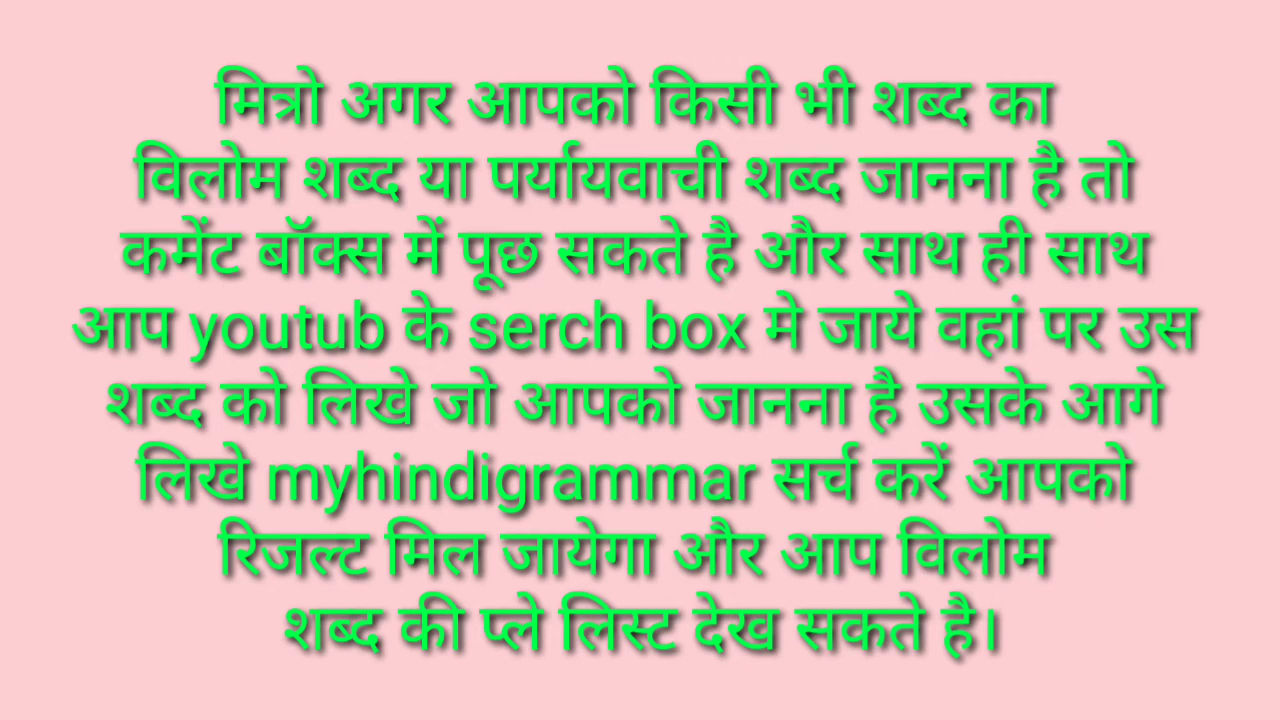 मित्रो अगर आपको किसी भी शब्द का
विलोम शब्द या पर्यायवाची शब्द जानना है तो
कमेंट बॉक्स में पूछ सकते है और साथ ही साथ
आप youtub के serch box मे जाये वहां पर उस
शब्द को लिखे जो आपको जानना है उसके आगे
लिखे myhindigrammar सर्च करें आपको
रिजल्ट मिल जायेगा और आप विलोम
शब्द की प्ले लिस्ट देख सकते है।